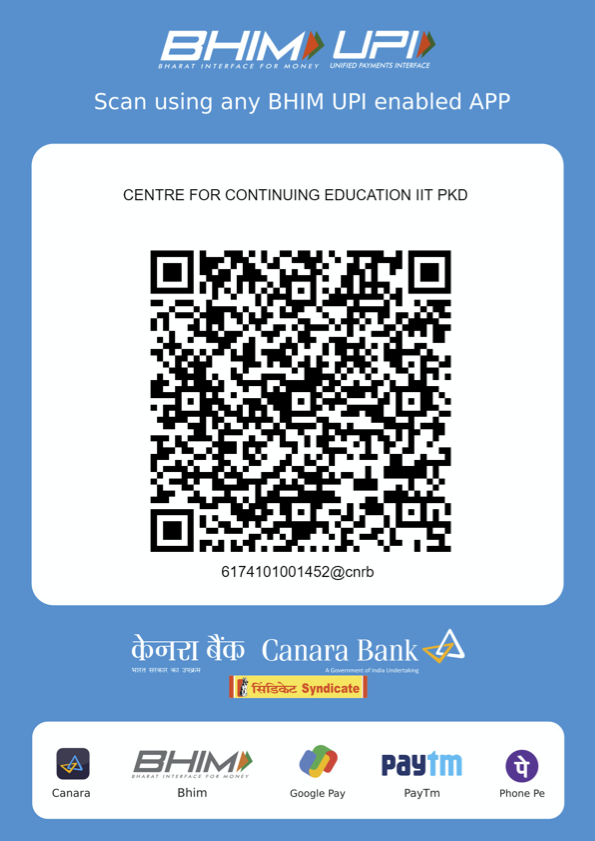 BHIM UPI
BHARAT INTERFACE FOR MONEY UNIFIED PAYMENTS INTERFACE
Scan using any BHIM UPI enabled APP
CENTRE FOR CONTINUING EDUCATION IIT PKD
6174101001452@cnrb
केनरा बैंक Canara Bank
भारत सरकार का उपक्रम A Government of India Undertaking
सिंडिकेट Syndicate
BHIM paytm पे
BHARAT INTERFACE FOR MONEY
Canara Bhim Google Pay PayTm Phone Pe